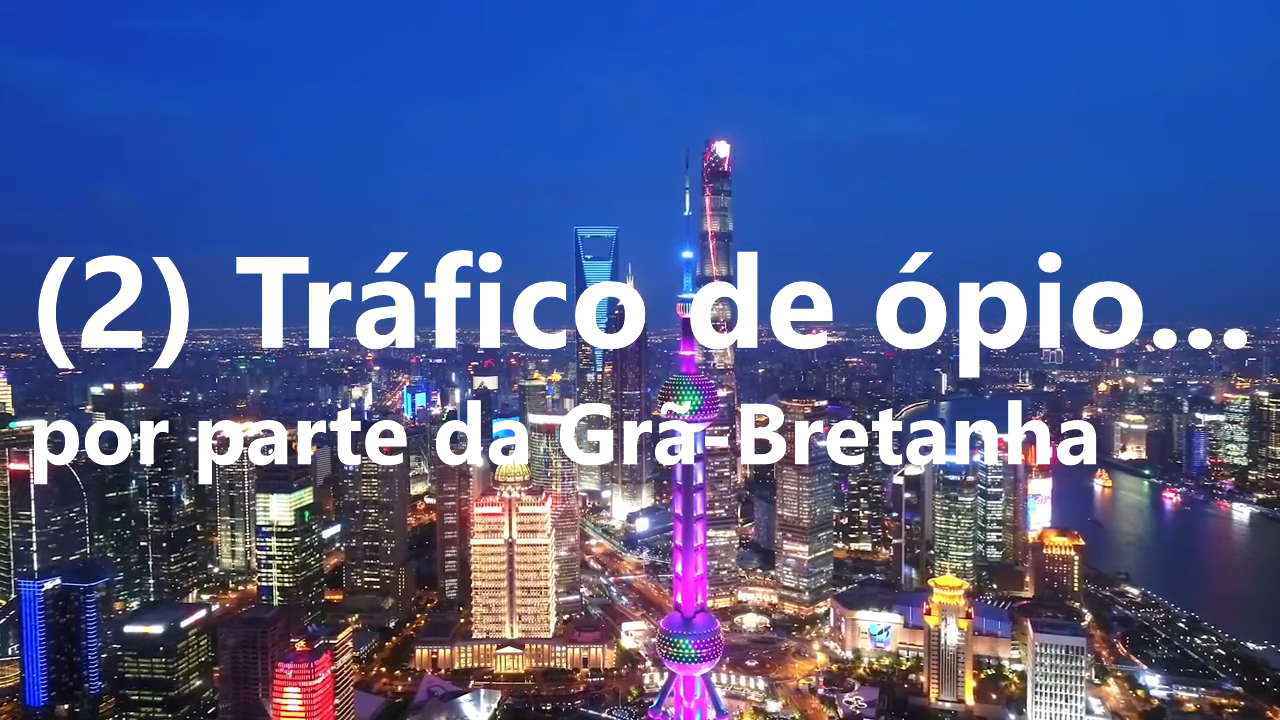 (2) Tráfico de ópio...
por parte da Grã-Bretanha